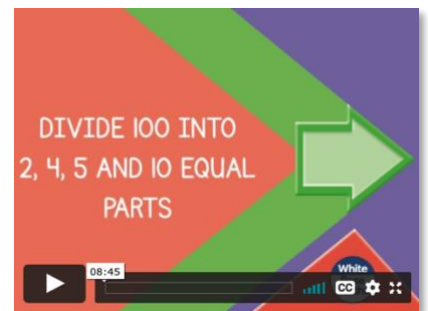 DIVIDE 100 INTO
2, 4, 5 AND 10 EQUAL
PARTS
08:45
White
CC